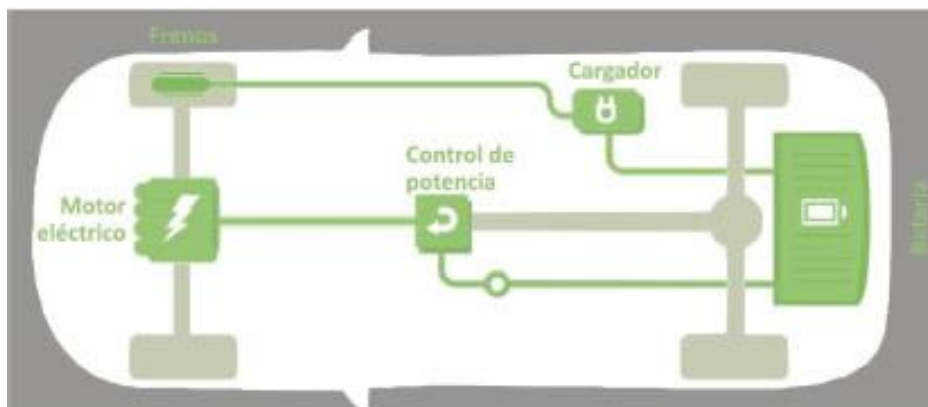 Frenos
Cargador
Control de
potencia
Motor
eléctrico
Batería